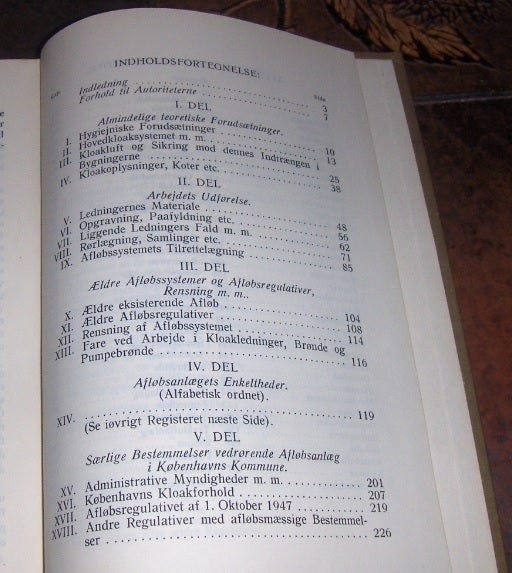 INDHOLDSFORTEGNELSE:
Side
Indledning ........ 3
Forhold til Autoriteterne ........ 7
I. DEL
Almindelige teoretiske Forudsætninger.
I. Hygiejniske Forudsætninger ........ 10
II. Hovedkloaksystemet m. m. ........ 13
III. Kloakluft og Sikring mod dennes Indtrængen i
Bygningerne ........ 25
IV. Kloakoplysninger, Koter etc. ........ 38
II. DEL
Arbejdets Udførelse.
V. Ledningernes Materiale ........ 48
VI. Opgravning, Paafyldning etc. ........ 56
VII. Liggende Ledningers Fald m. m. ........ 62
VIII. Rørlægning, Samlinger etc. ........ 71
IX. Afløbssystemets Tilrettelægning ........ 85
III. DEL
Ældre Afløbssystemer og Afløbsregulativer,
Rensning m. m..
X. Ældre eksisterende Afløb ........ 104
XI. Ældre Afløbsregulativer ........ 108
XII. Rensning af Afløbssystemet ........ 114
XIII. Fare ved Arbejde i Kloakledninger, Brønde og
Pumpebrønde ........ 116
IV. DEL
Afløbsanlægets Enkeltheder.
(Alfabetisk ordnet).
XIV. ........ 119
(Se iøvrigt Registeret næste Side).
V. DEL
Særlige Bestemmelser vedrørende Afløbsanlæg
i Københavns Kommune.
XV. Administrative Myndigheder m. m. ........ 201
XVI. Københavns Kloakforhold ........ 207
XVII. Afløbsregulativet af 1. Oktober 1947 ........ 219
XVIII. Andre Regulativer med afløbsmæssige Bestemmel-
ser ........ 226